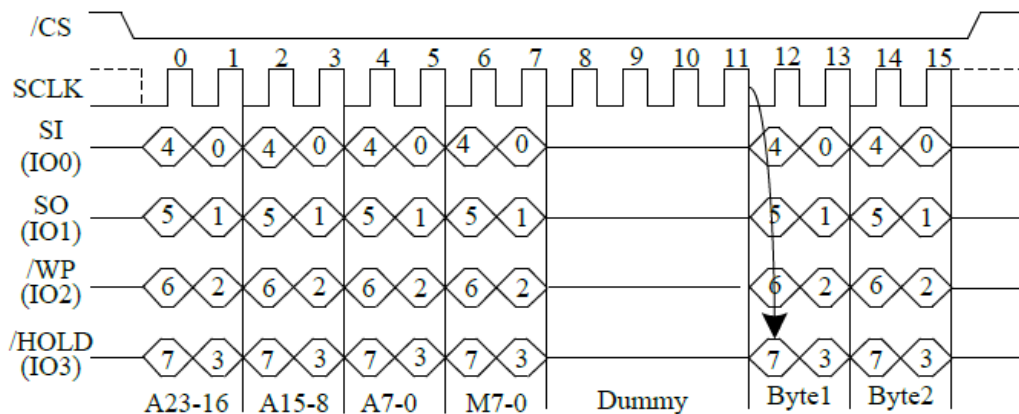 /CS
0 1 2 3 4 5 6 7 8 9 10 11 12 13 14 15
SCLK
SI
(IO0)
4 0 4 0 4 0 4 0 4 0 4 0
SO
(IO1)
5 1 5 1 5 1 5 1 5 1 5 1
/WP
(IO2)
6 2 6 2 6 2 6 2 6 2 6 2
/HOLD
(IO3)
7 3 7 3 7 3 7 3 7 3 7 3
A23-16 A15-8 A7-0 M7-0 Dummy Byte1 Byte2